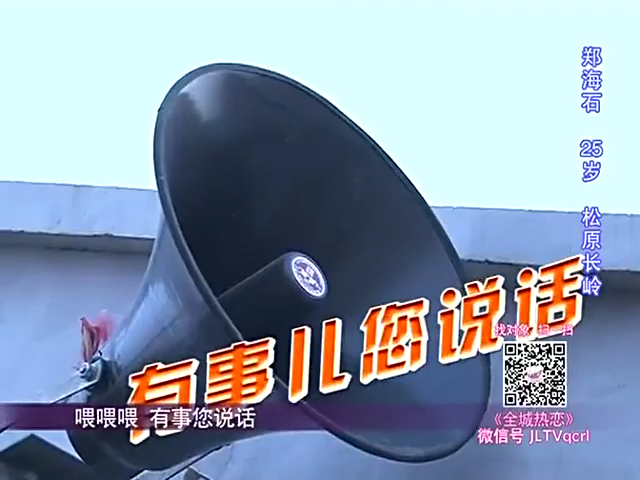 郑海石 25岁 松原长岭
有事儿您说话
找对象 扫一扫
喂喂喂 有事您说话
《全城热恋》
微信号 JLTVqcrl